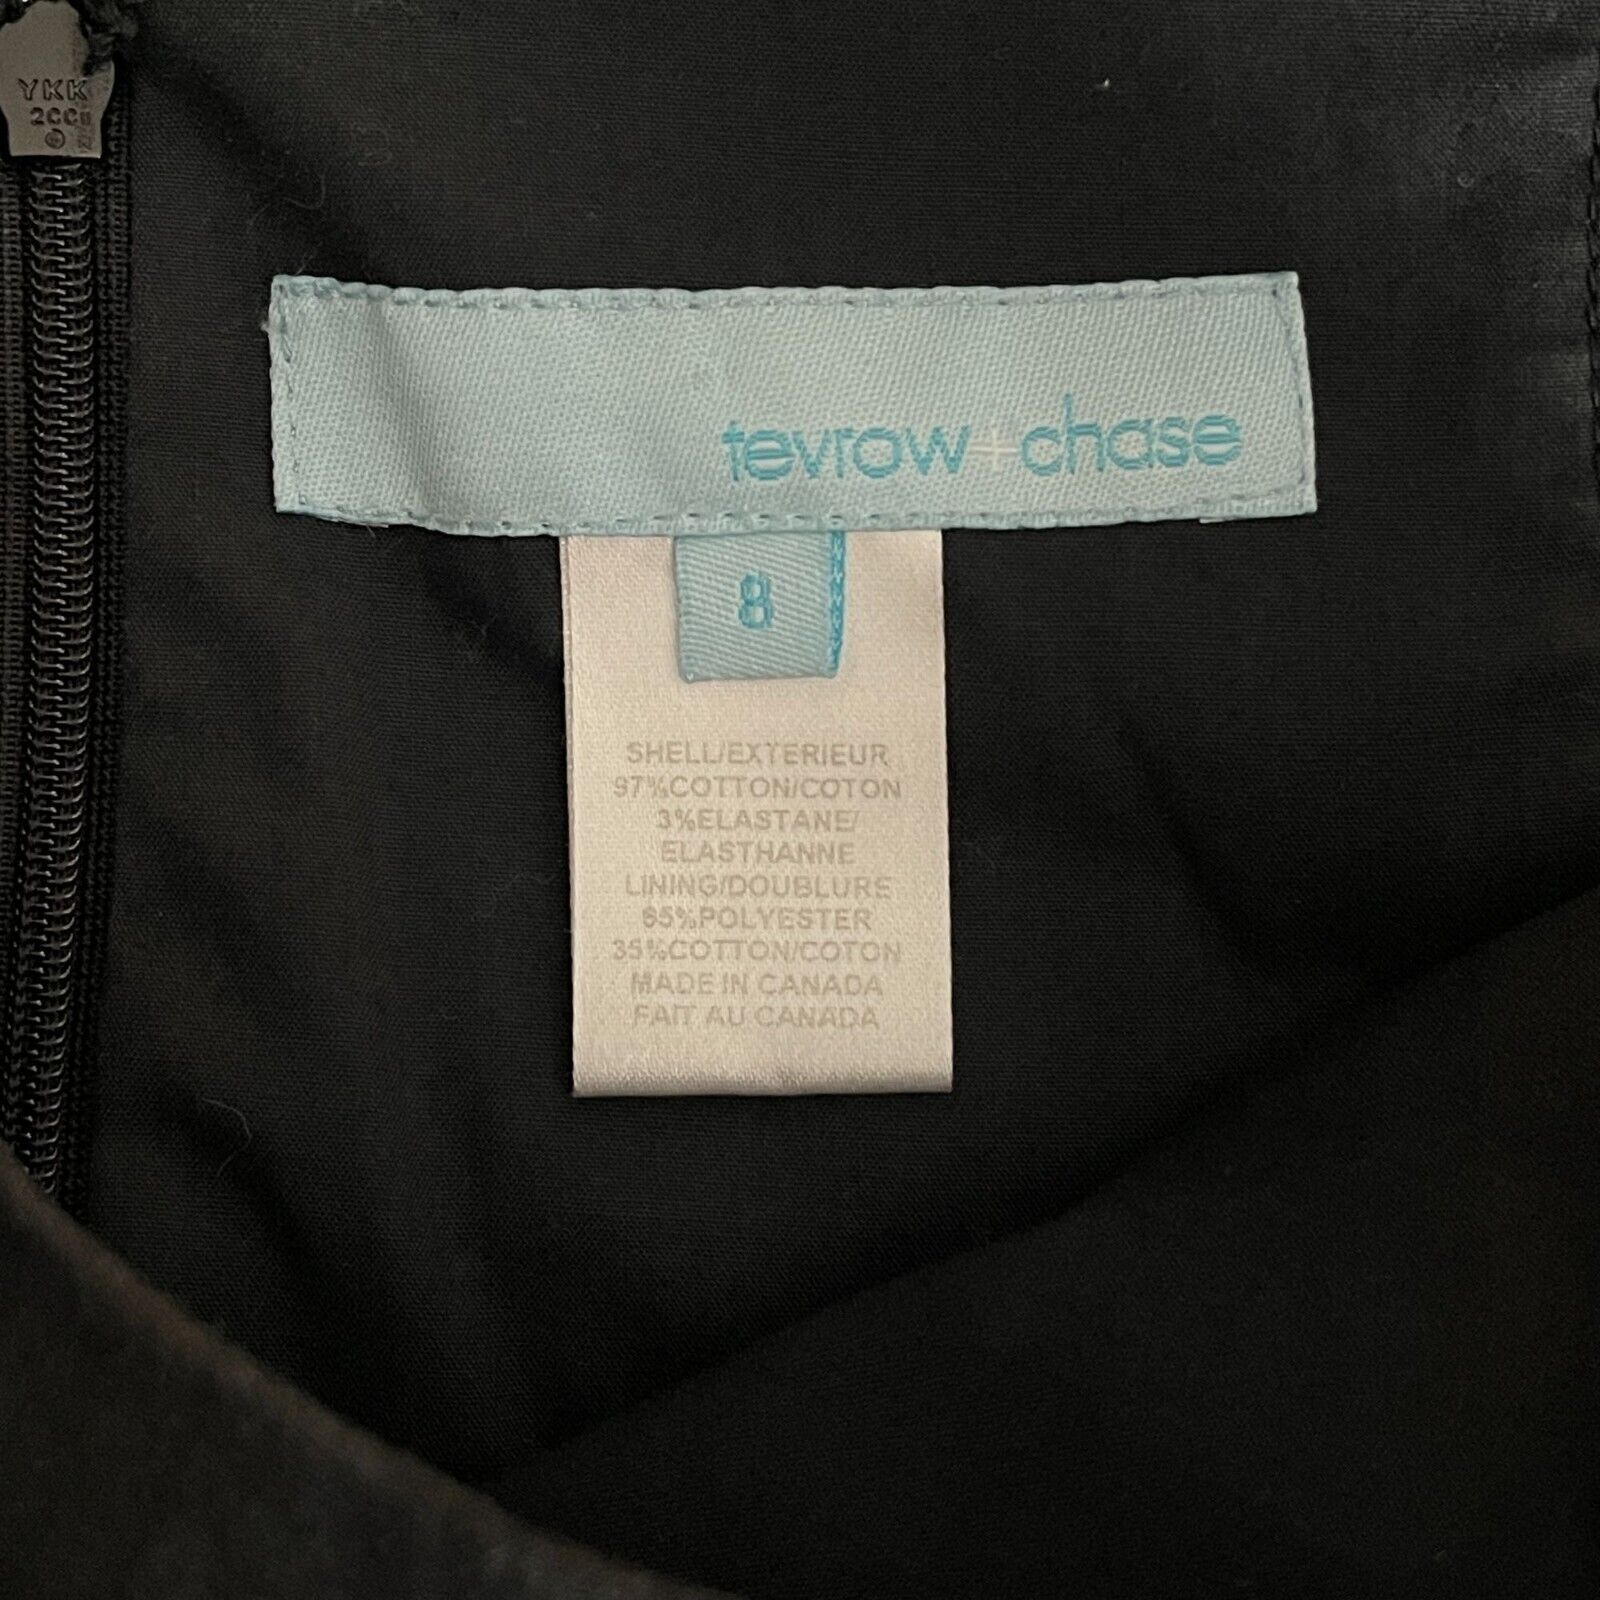 YKK
tevrow+chase
8
SHELL/EXTERIEUR
97%COTTON/COTON
3%ELASTANE/
ELASTHANNE
LINING/DOUBLURE
65%POLYESTER
35%COTTON/COTON
MADE IN CANADA
FAIT AU CANADA